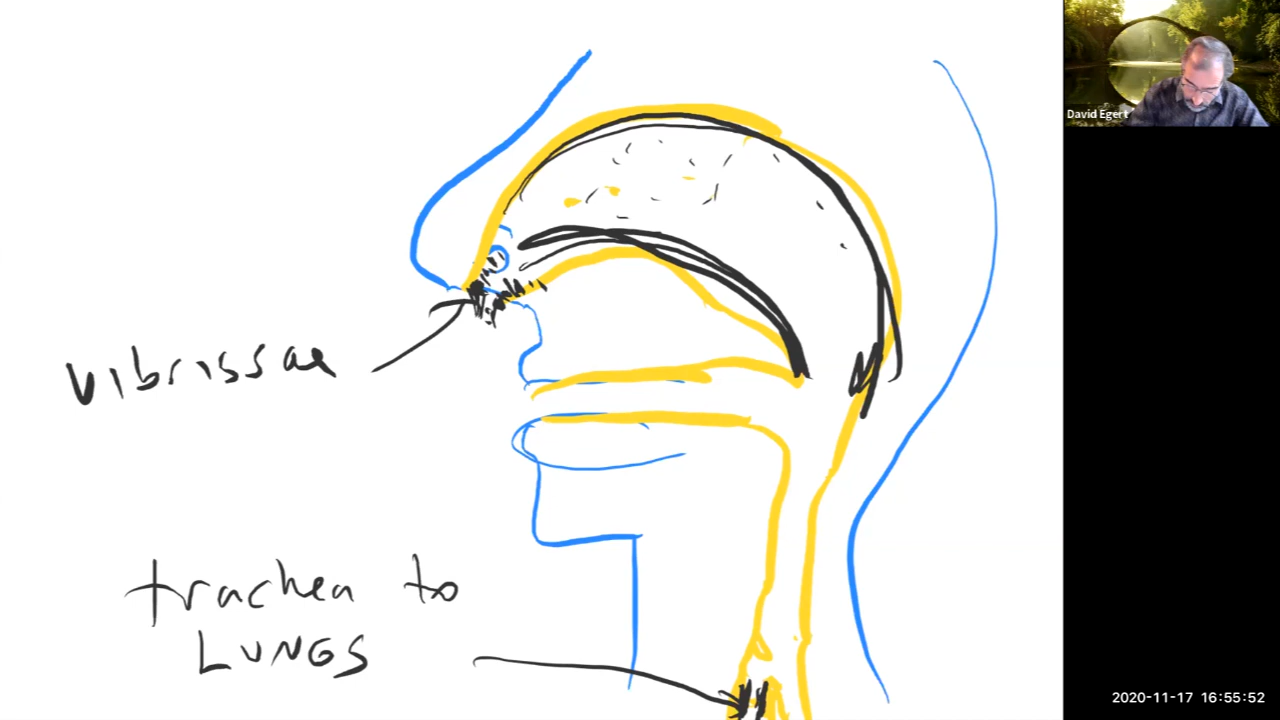 David Egert
vibrissae
trachea to
LUNGS
2020-11-17 16:55:52